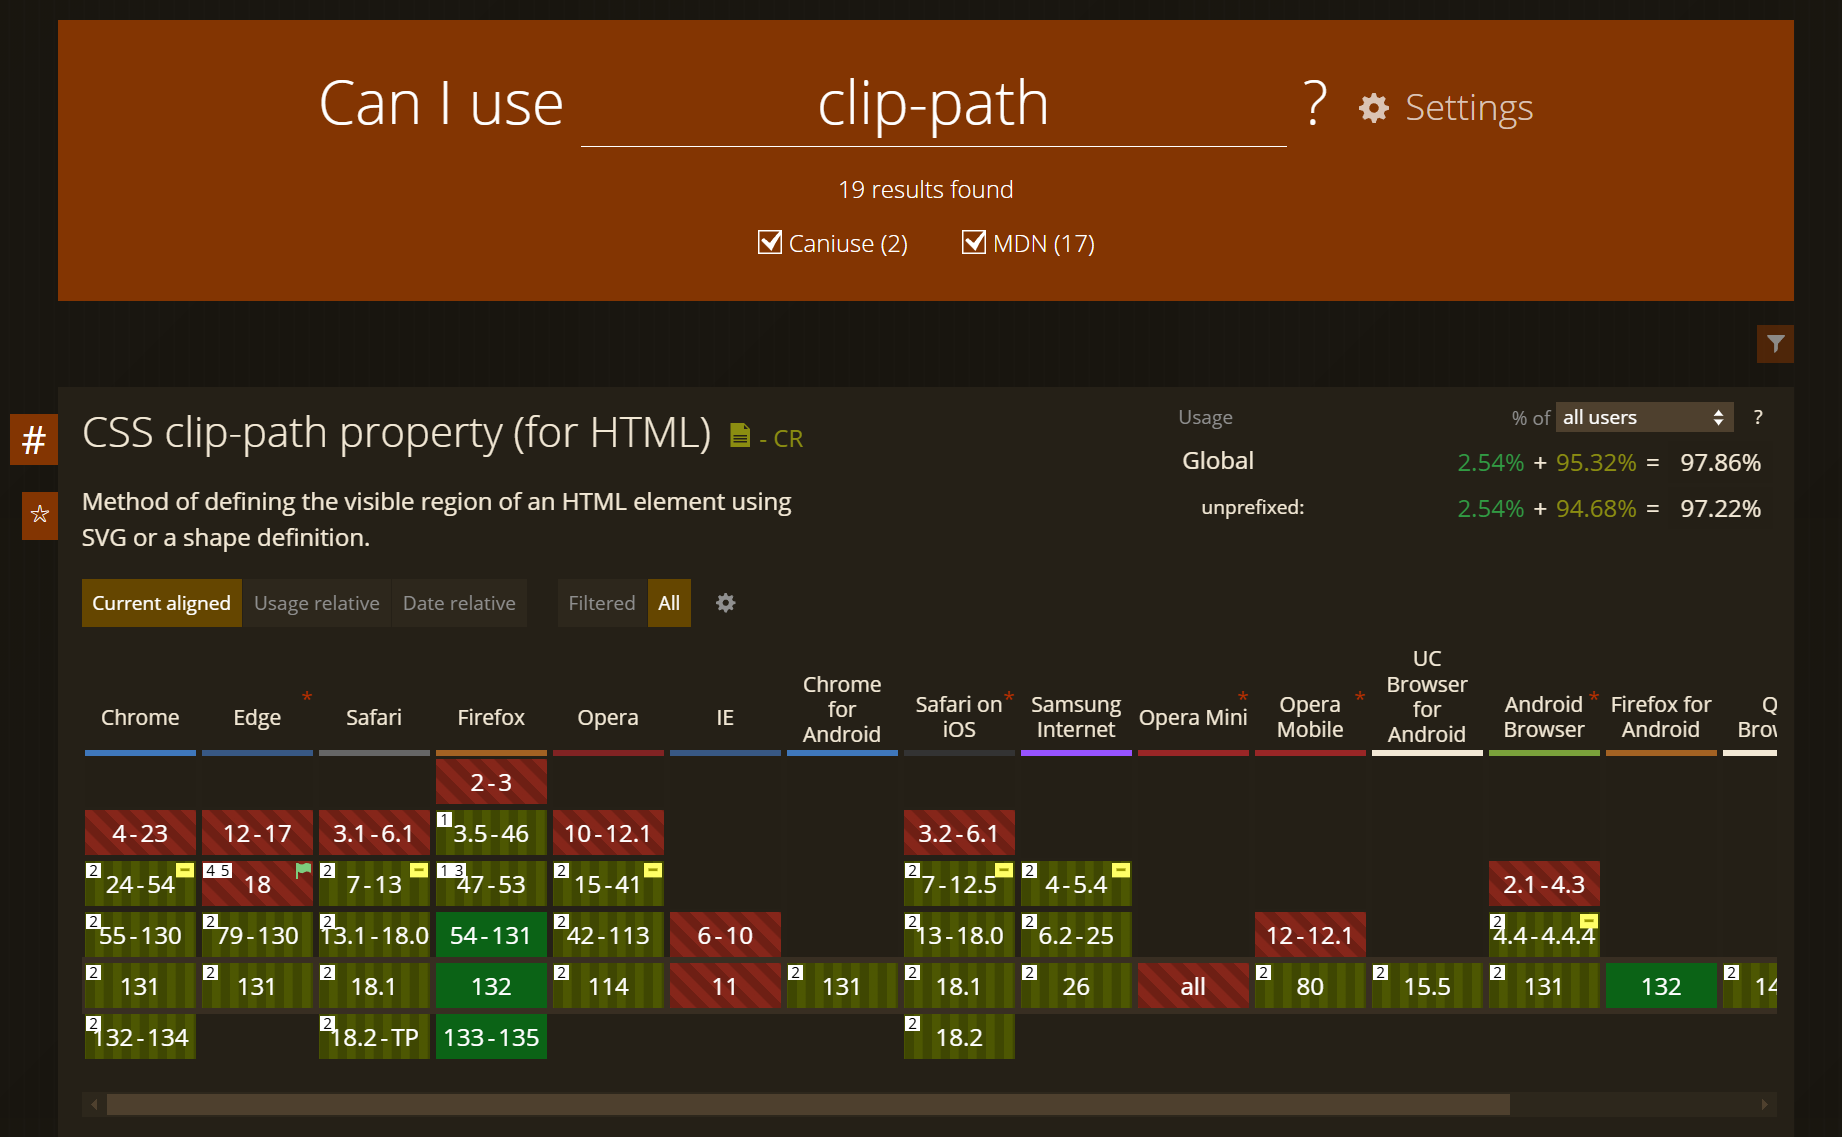 Can I use clip-path ? Settings
19 results found
Caniuse (2) MDN (17)
# CSS clip-path property (for HTML) - CR
Method of defining the visible region of an HTML element using
SVG or a shape definition.
Usage % of all users ?
Global 2.54% + 95.32% = 97.86%
unprefixed: 2.54% + 94.68% = 97.22%
Current aligned Usage relative Date relative Filtered All
Chrome
Edge *
Safari
Firefox
Opera
IE
Chrome
for
Android
Safari on *
iOS
Samsung
Internet
Opera Mini *
Opera *
Mobile
UC
Browser
for
Android
Android *
Browser
Firefox for
Android
2-3
4-23 12-17 3.1-6.1 1 3.5-46 10-12.1 3.2-6.1
2 24-54 4 5 18 2 7-13 1 3 47-53 2 15-41 2 7-12.5 2 4-5.4 2.1-4.3
2 55-130 2 79-130 2 13.1-18.0 54-131 2 42-113 6-10 2 13-18.0 2 6.2-25 12-12.1 2 4.4-4.4.4
2 131 2 131 2 18.1 132 2 114 11 2 131 2 18.1 2 26 all 2 80 2 15.5 2 131 132 2 14
2 132-134 2 18.2-TP 133-135 2 18.2